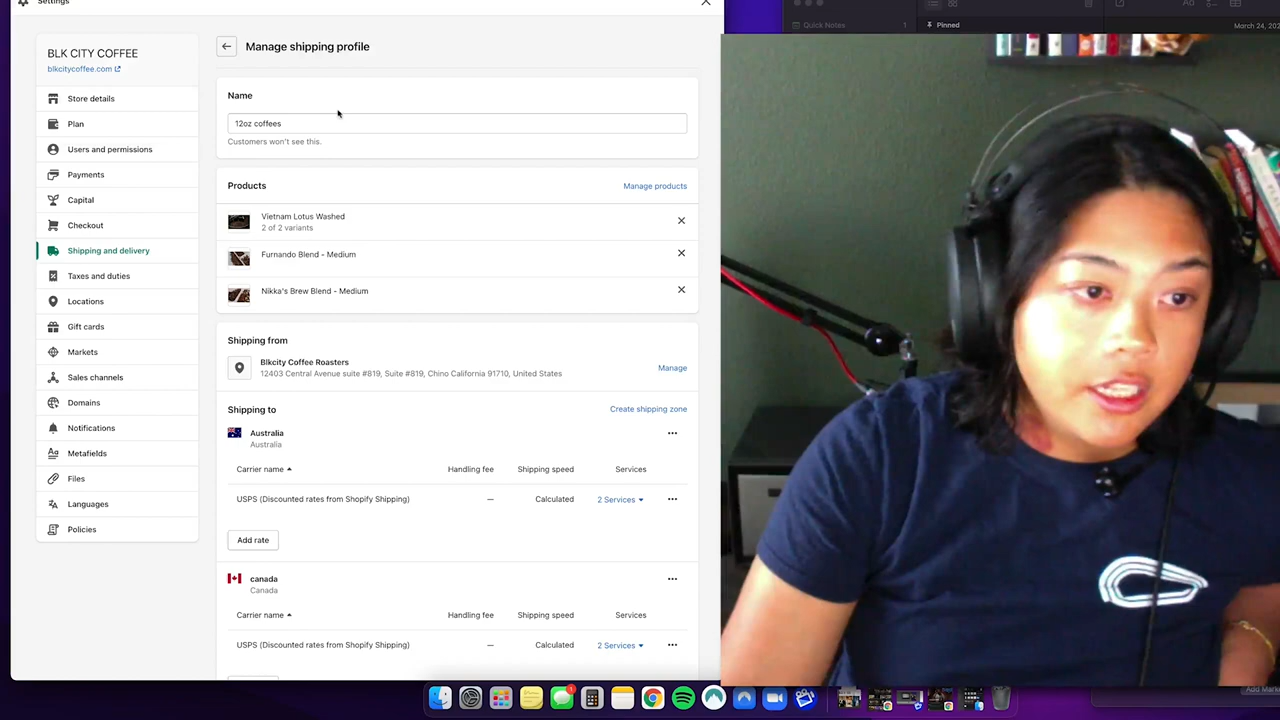 Settings
BLK CITY COFFEE
blkcitycoffee.com
Store details
Plan
Users and permissions
Payments
Capital
Checkout
Shipping and delivery
Taxes and duties
Locations
Gift cards
Markets
Sales channels
Domains
Notifications
Metafields
Files
Languages
Policies
Manage shipping profile
Name
12oz coffees
Customers won't see this.
Products
Manage products
Vietnam Lotus Washed
2 of 2 variants
Furnando Blend - Medium
Nikka's Brew Blend - Medium
Shipping from
Blkcity Coffee Roasters
12403 Central Avenue suite #819, Suite #819, Chino California 91710, United States
Manage
Shipping to
Create shipping zone
Australia
Australia
Carrier name Handling fee Shipping speed Services
USPS (Discounted rates from Shopify Shipping) — Calculated 2 Services
Add rate
canada
Canada
Carrier name Handling fee Shipping speed Services
USPS (Discounted rates from Shopify Shipping) — Calculated 2 Services
Quick Notes 1
Pinned
March 24, 202
1